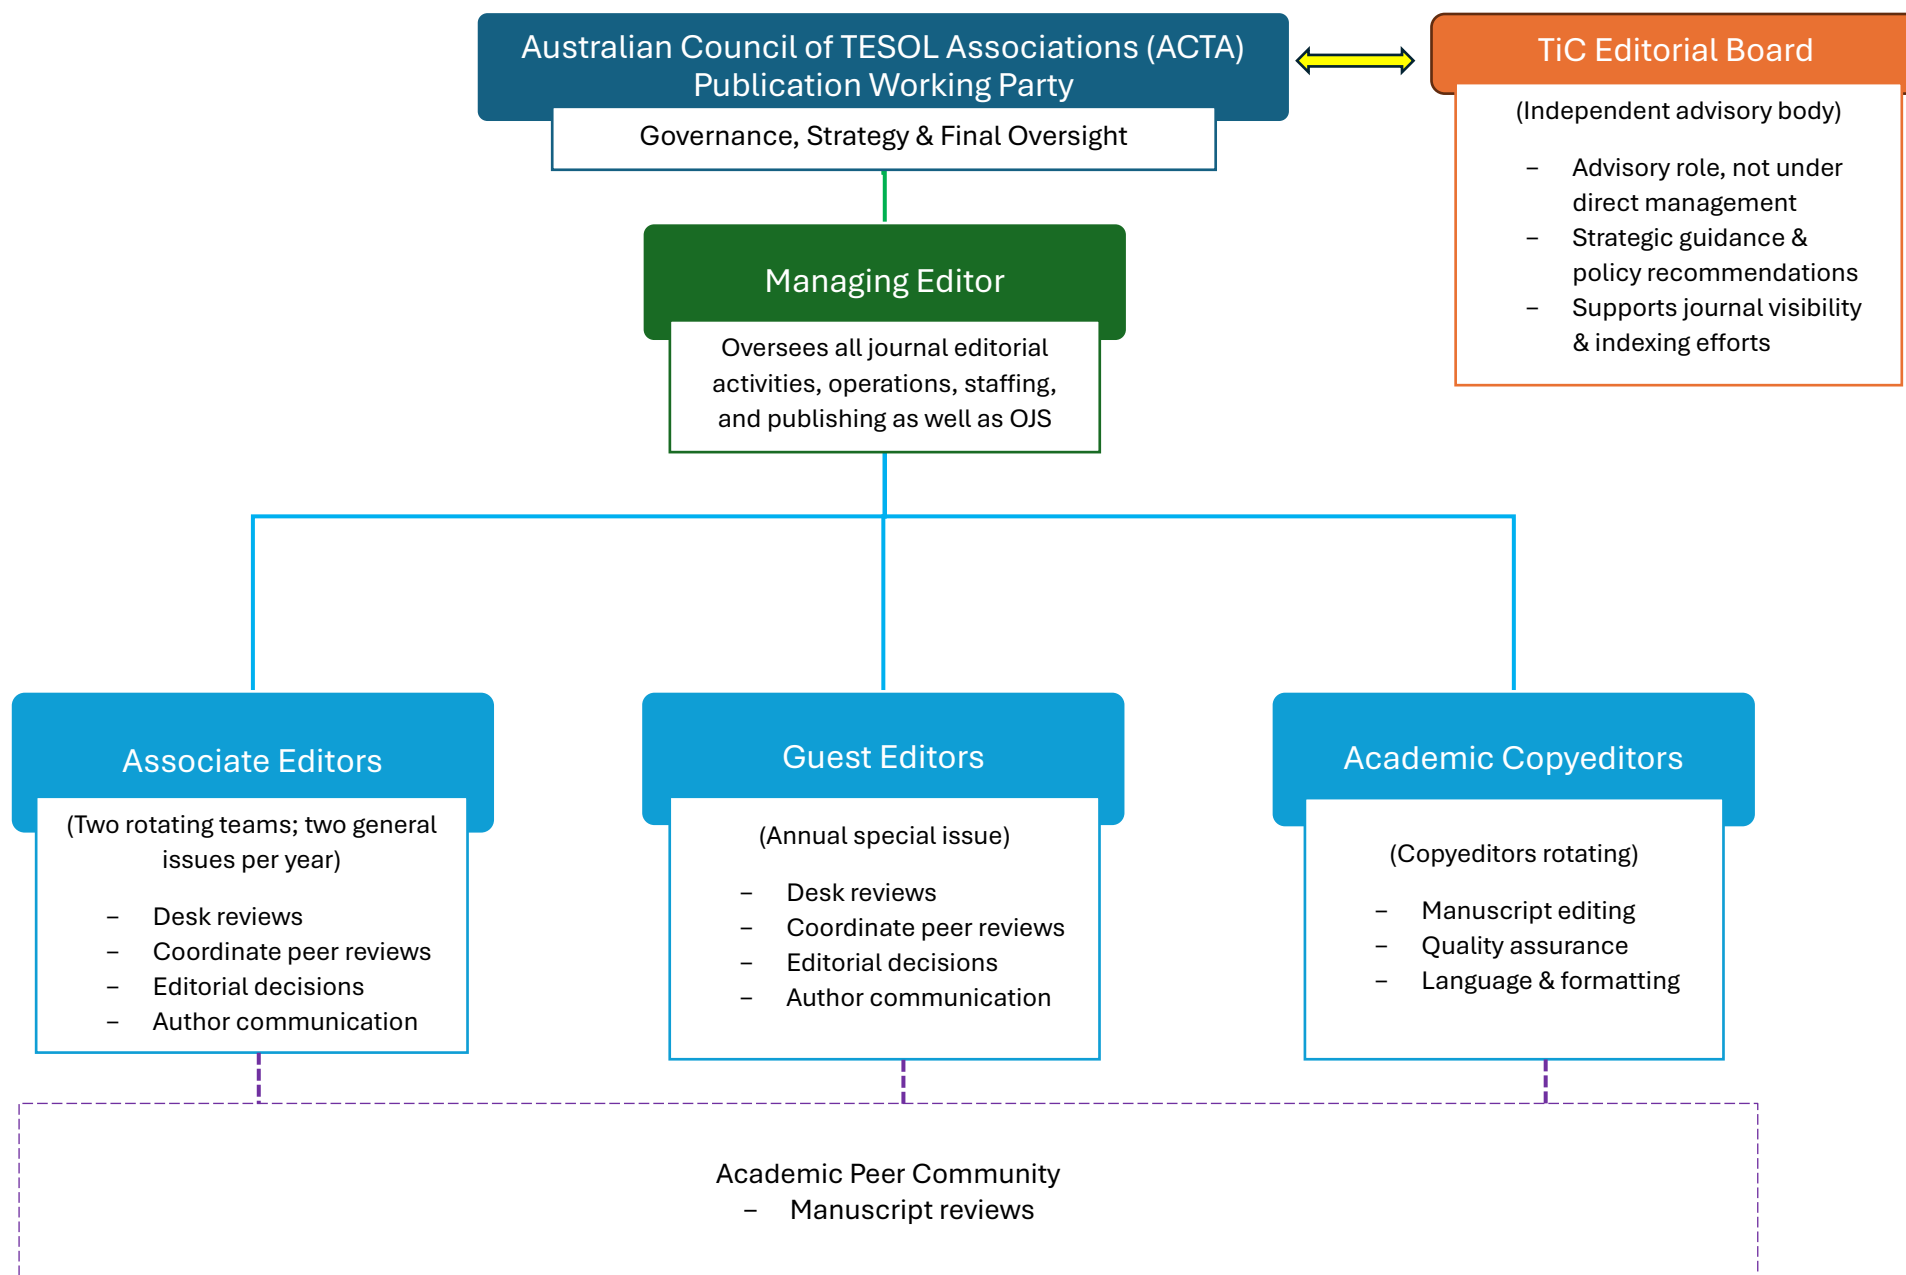 Australian Council of TESOL Associations (ACTA)
Publication Working Party
Governance, Strategy & Final Oversight
TiC Editorial Board
(Independent advisory body)
– Advisory role, not under
direct management
– Strategic guidance &
policy recommendations
– Supports journal visibility
& indexing efforts
Managing Editor
Oversees all journal editorial
activities, operations, staffing,
and publishing as well as OJS
Associate Editors
(Two rotating teams; two general
issues per year)
– Desk reviews
– Coordinate peer reviews
– Editorial decisions
– Author communication
Guest Editors
(Annual special issue)
– Desk reviews
– Coordinate peer reviews
– Editorial decisions
– Author communication
Academic Copyeditors
(Copyeditors rotating)
– Manuscript editing
– Quality assurance
– Language & formatting
Academic Peer Community
– Manuscript reviews